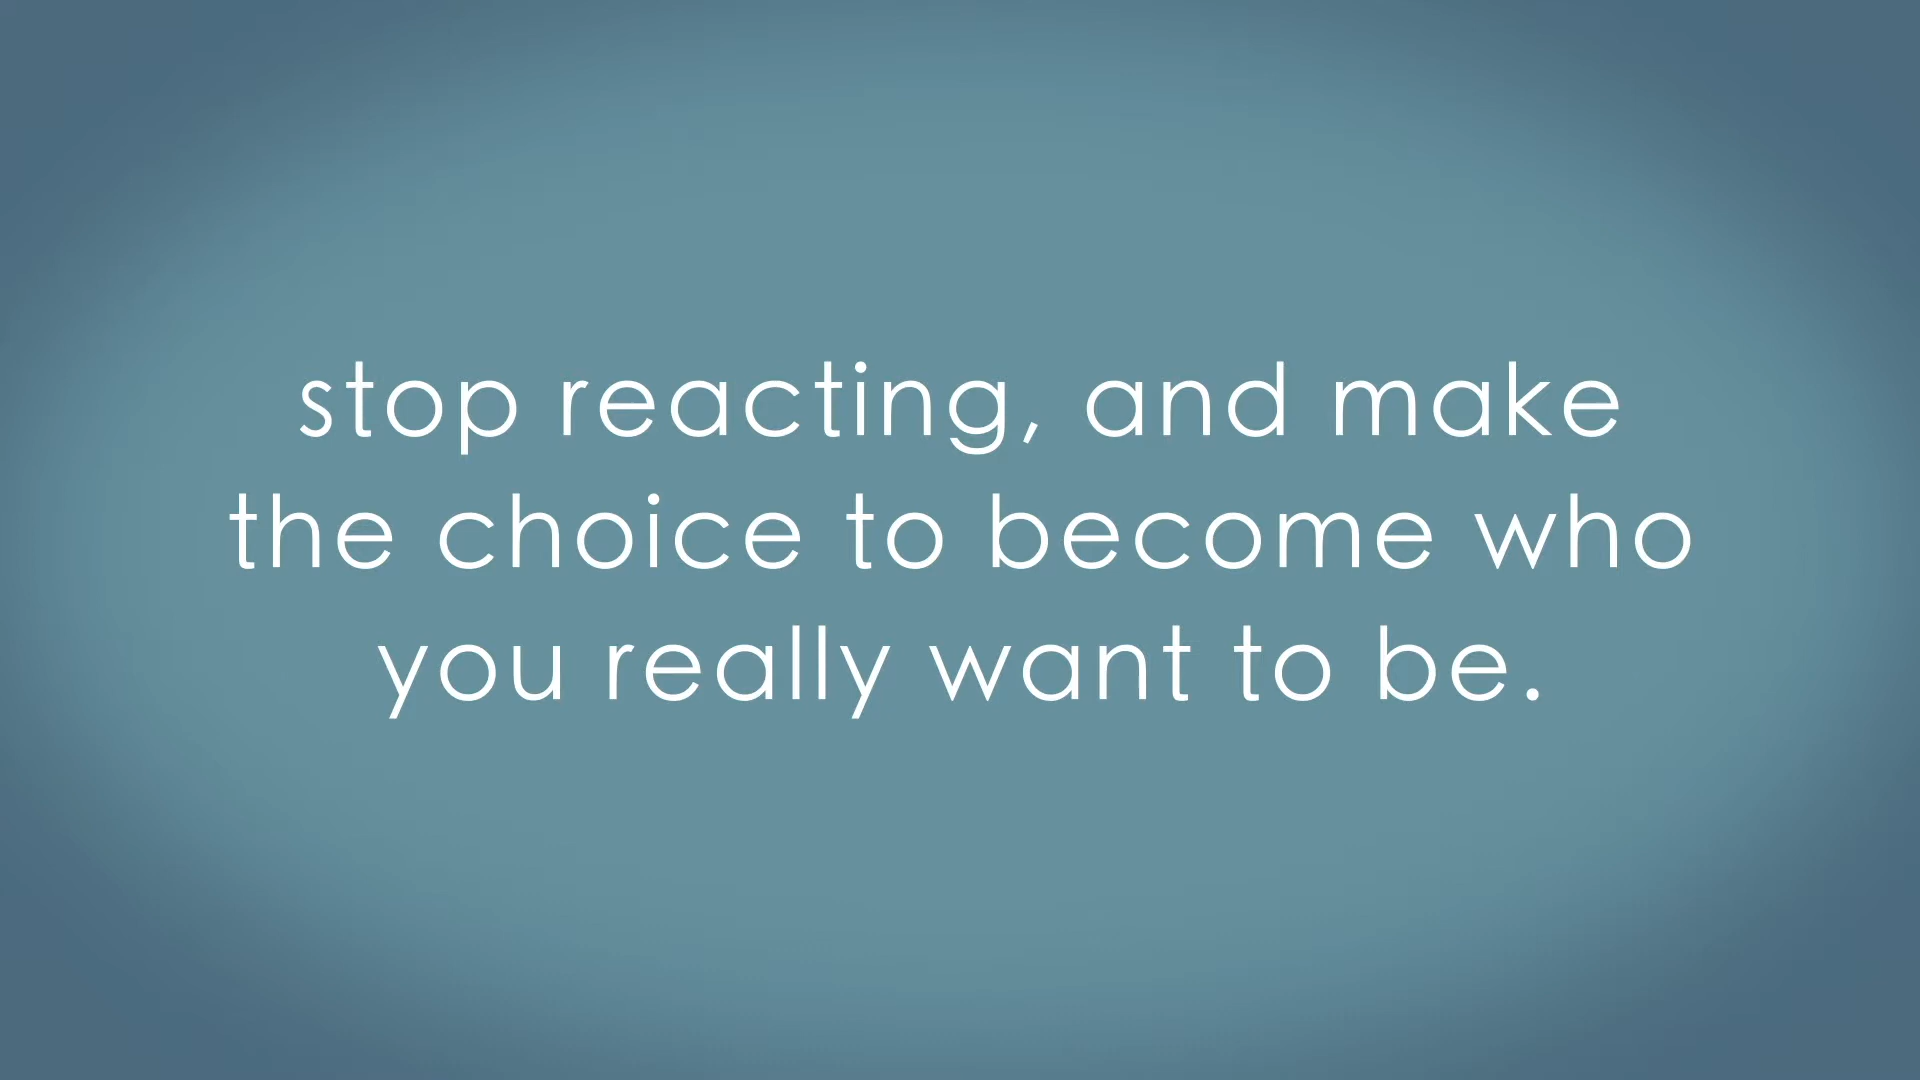 stop reacting, and make
the choice to become who
you really want to be.